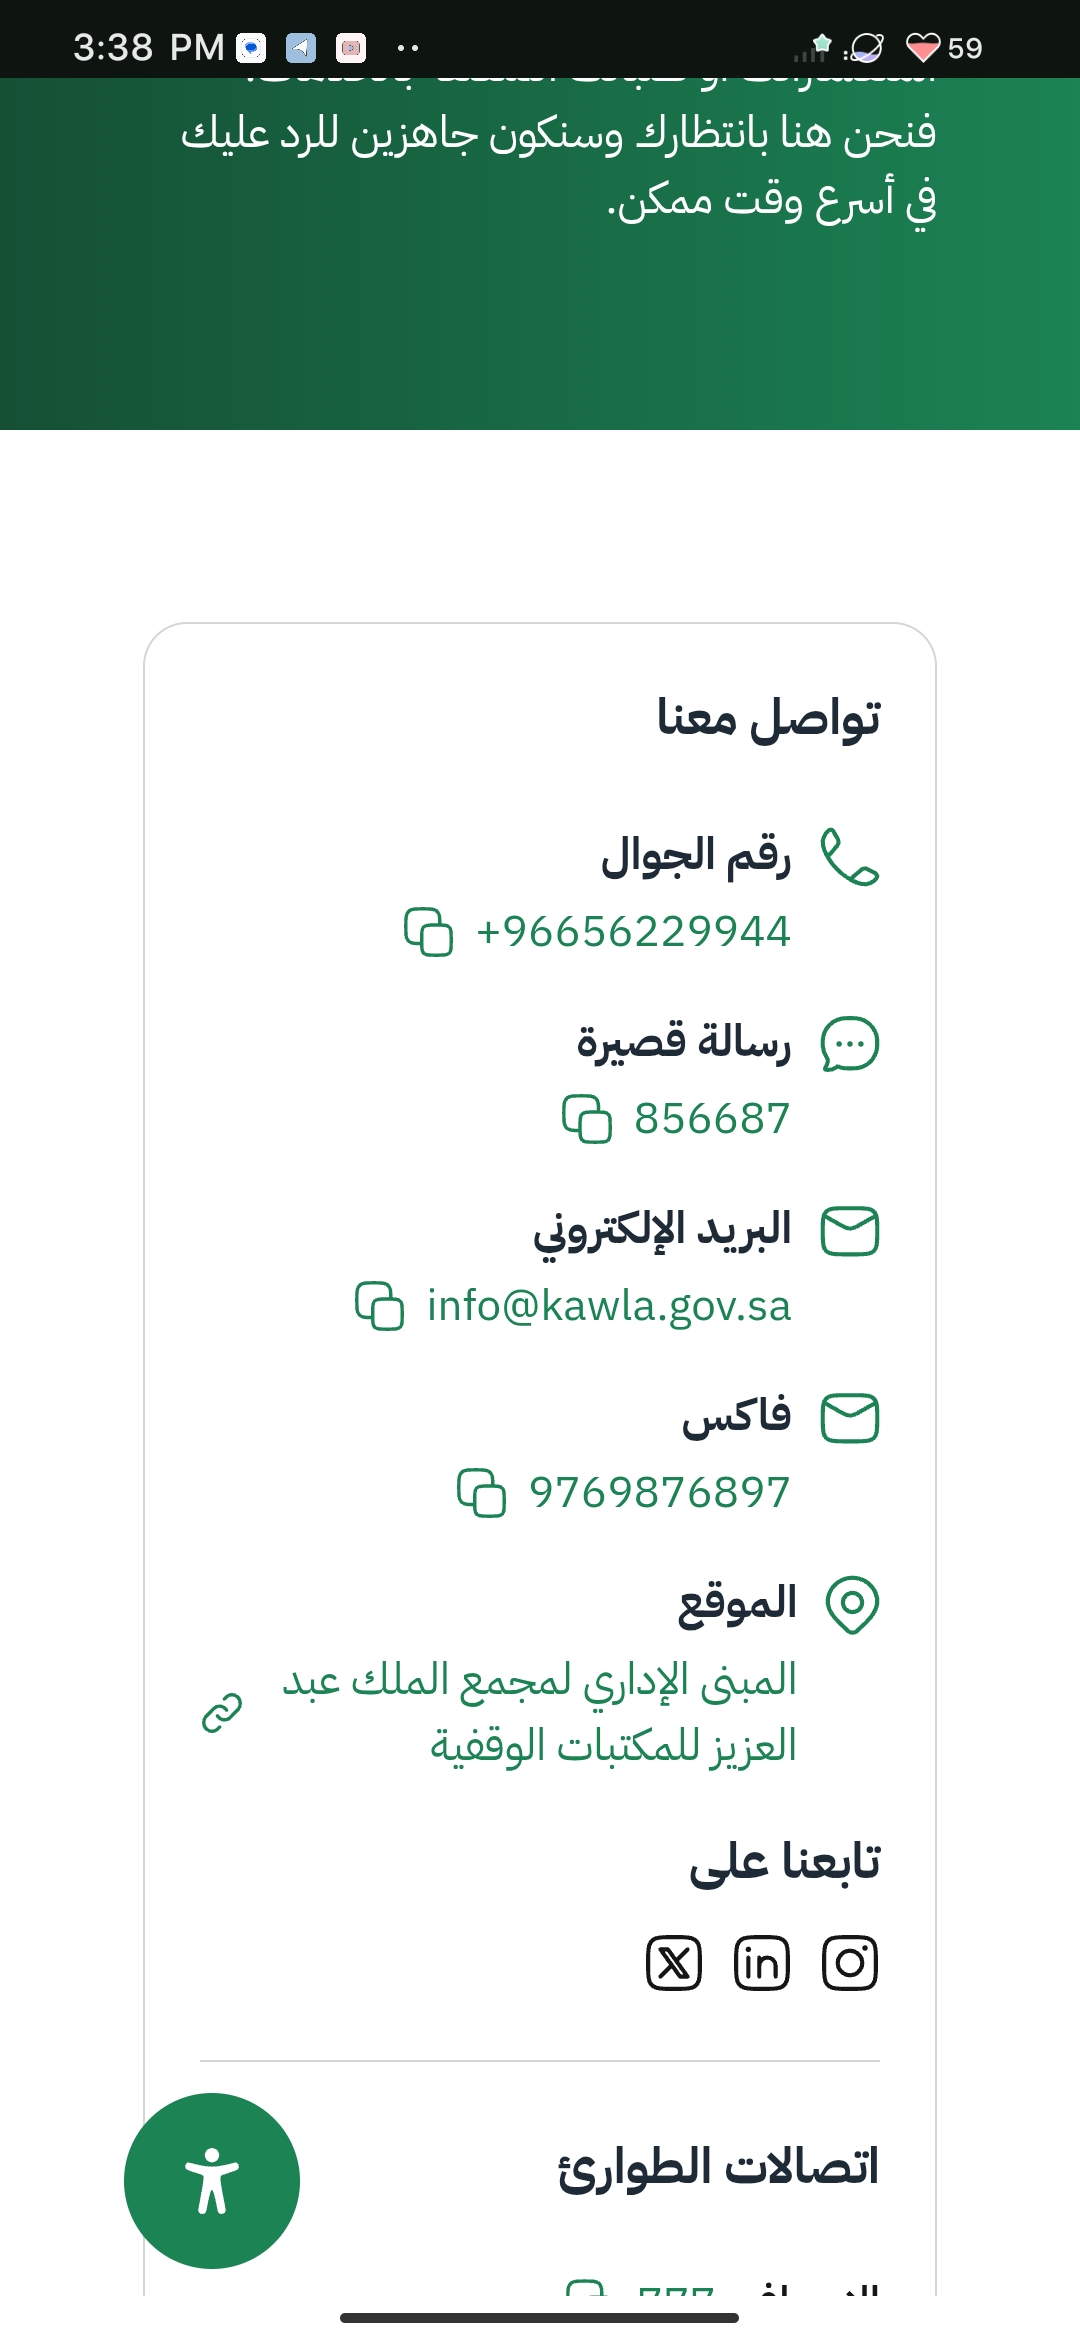 3:38 PM
59
فنحن هنا بانتظارك وسنكون جاهزين للرد عليك
في أسرع وقت ممكن.
تواصل معنا
رقم الجوال
+96656229944
رسالة قصيرة
856687
البريد الإلكتروني
info@kawla.gov.sa
فاكس
9769876897
الموقع
المبنى الإداري لمجمع الملك عبد
العزيز للمكتبات الوقفية
تابعنا على
اتصالات الطوارئ